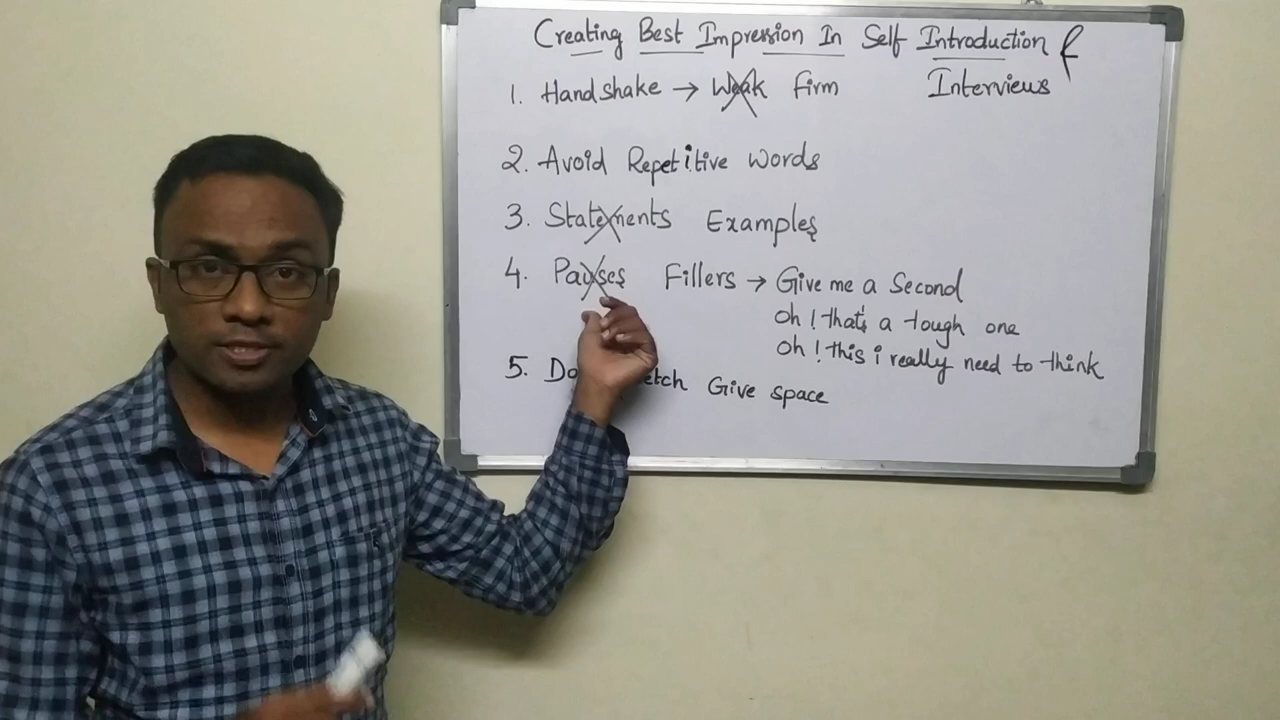 Creating Best Impression In Self Introduction &
Interviews
1. Handshake → Weak firm
2. Avoid Repetitive Words
3. Statements Examples
4. Pauses Fillers → Give me a Second
Oh ! that's a tough one
Oh ! this i really need to think
5. Give space